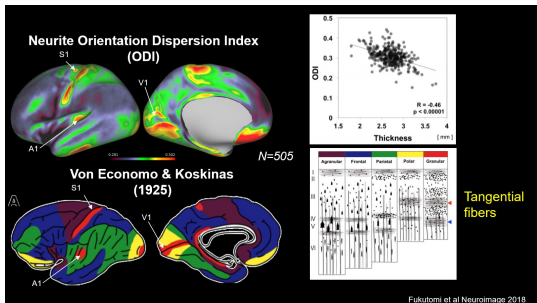 Neurite Orientation Dispersion Index
(ODI)
S1
V1
A1
N=505
Von Economo & Koskinas
(1925)
A
S1
V1
A1
ODI
0.5
0.4
0.3
0.2
0.1
0
R = -0.46
p < 0.00001
1.5 2 2.5 3 3.5 4
Thickness [mm]
Agranular Frontal Parietal Polar Granular
I
II
III
IV
V
VI
Tangential
fibers
Fukutomi et al Neuroimage 2018